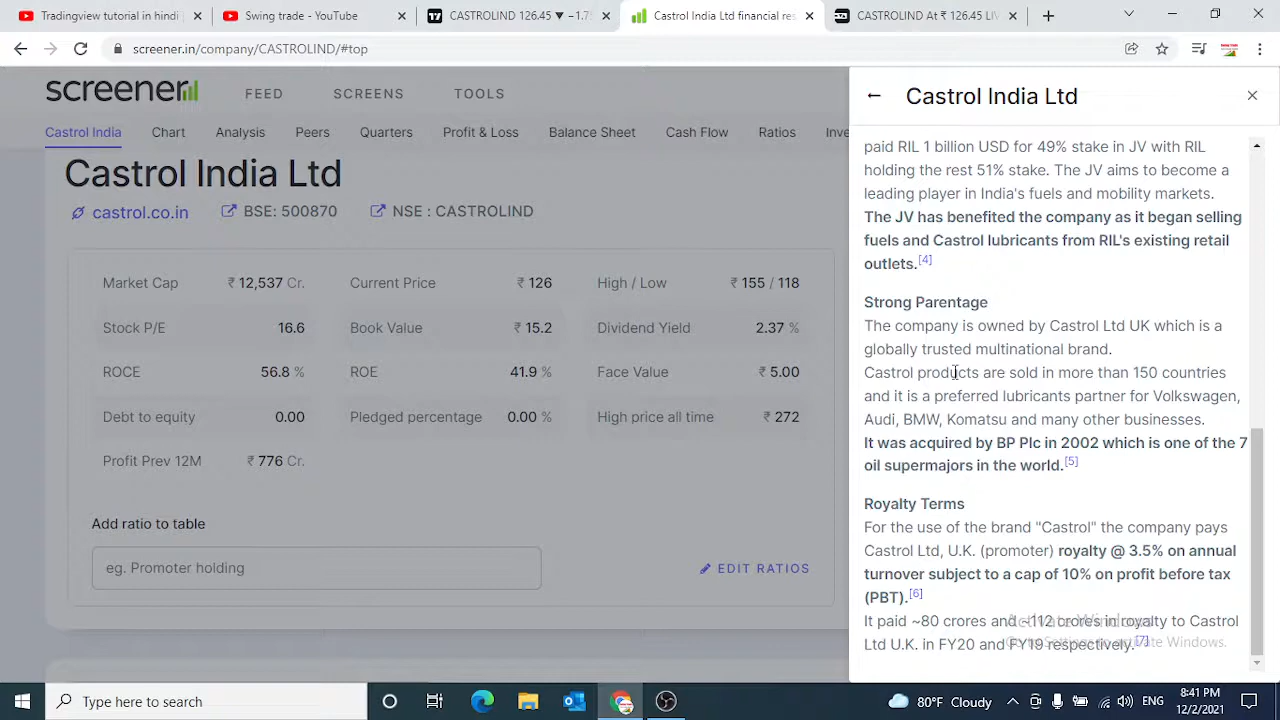 Tradingview tutorial in hindi
Swing trade - YouTube
CASTROLIND 126.45 ▼ −1.7
Castrol India Ltd financial res
CASTROLIND At ₹ 126.45 LIV
screener.in/company/CASTROLIND/#top
screener
FEED
SCREENS
TOOLS
Castrol India
Chart
Analysis
Peers
Quarters
Profit & Loss
Balance Sheet
Cash Flow
Ratios
Inve
Castrol India Ltd
castrol.co.in
BSE: 500870
NSE : CASTROLIND
Market Cap ₹ 12,537 Cr.
Current Price ₹ 126
High / Low ₹ 155 / 118
Stock P/E 16.6
Book Value ₹ 15.2
Dividend Yield 2.37 %
ROCE 56.8 %
ROE 41.9 %
Face Value ₹ 5.00
Debt to equity 0.00
Pledged percentage 0.00 %
High price all time ₹ 272
Profit Prev 12M ₹ 776 Cr.
Add ratio to table
eg. Promoter holding
EDIT RATIOS
Castrol India Ltd
paid RIL 1 billion USD for 49% stake in JV with RIL
holding the rest 51% stake. The JV aims to become a
leading player in India's fuels and mobility markets.
The JV has benefited the company as it began selling
fuels and Castrol lubricants from RIL's existing retail
outlets.[4]
Strong Parentage
The company is owned by Castrol Ltd UK which is a
globally trusted multinational brand.
Castrol products are sold in more than 150 countries
and it is a preferred lubricants partner for Volkswagen,
Audi, BMW, Komatsu and many other businesses.
It was acquired by BP Plc in 2002 which is one of the 7
oil supermajors in the world.[5]
Royalty Terms
For the use of the brand "Castrol" the company pays
Castrol Ltd, U.K. (promoter) royalty @ 3.5% on annual
turnover subject to a cap of 10% on profit before tax
(PBT).[6]
It paid ~80 crores and ~112 crores in royalty to Castrol
Ltd U.K. in FY20 and FY19 respectively.[7]
Activate Windows
Go to Settings to activate Windows.
Type here to search
80°F Cloudy
ENG
8:41 PM
12/2/2021